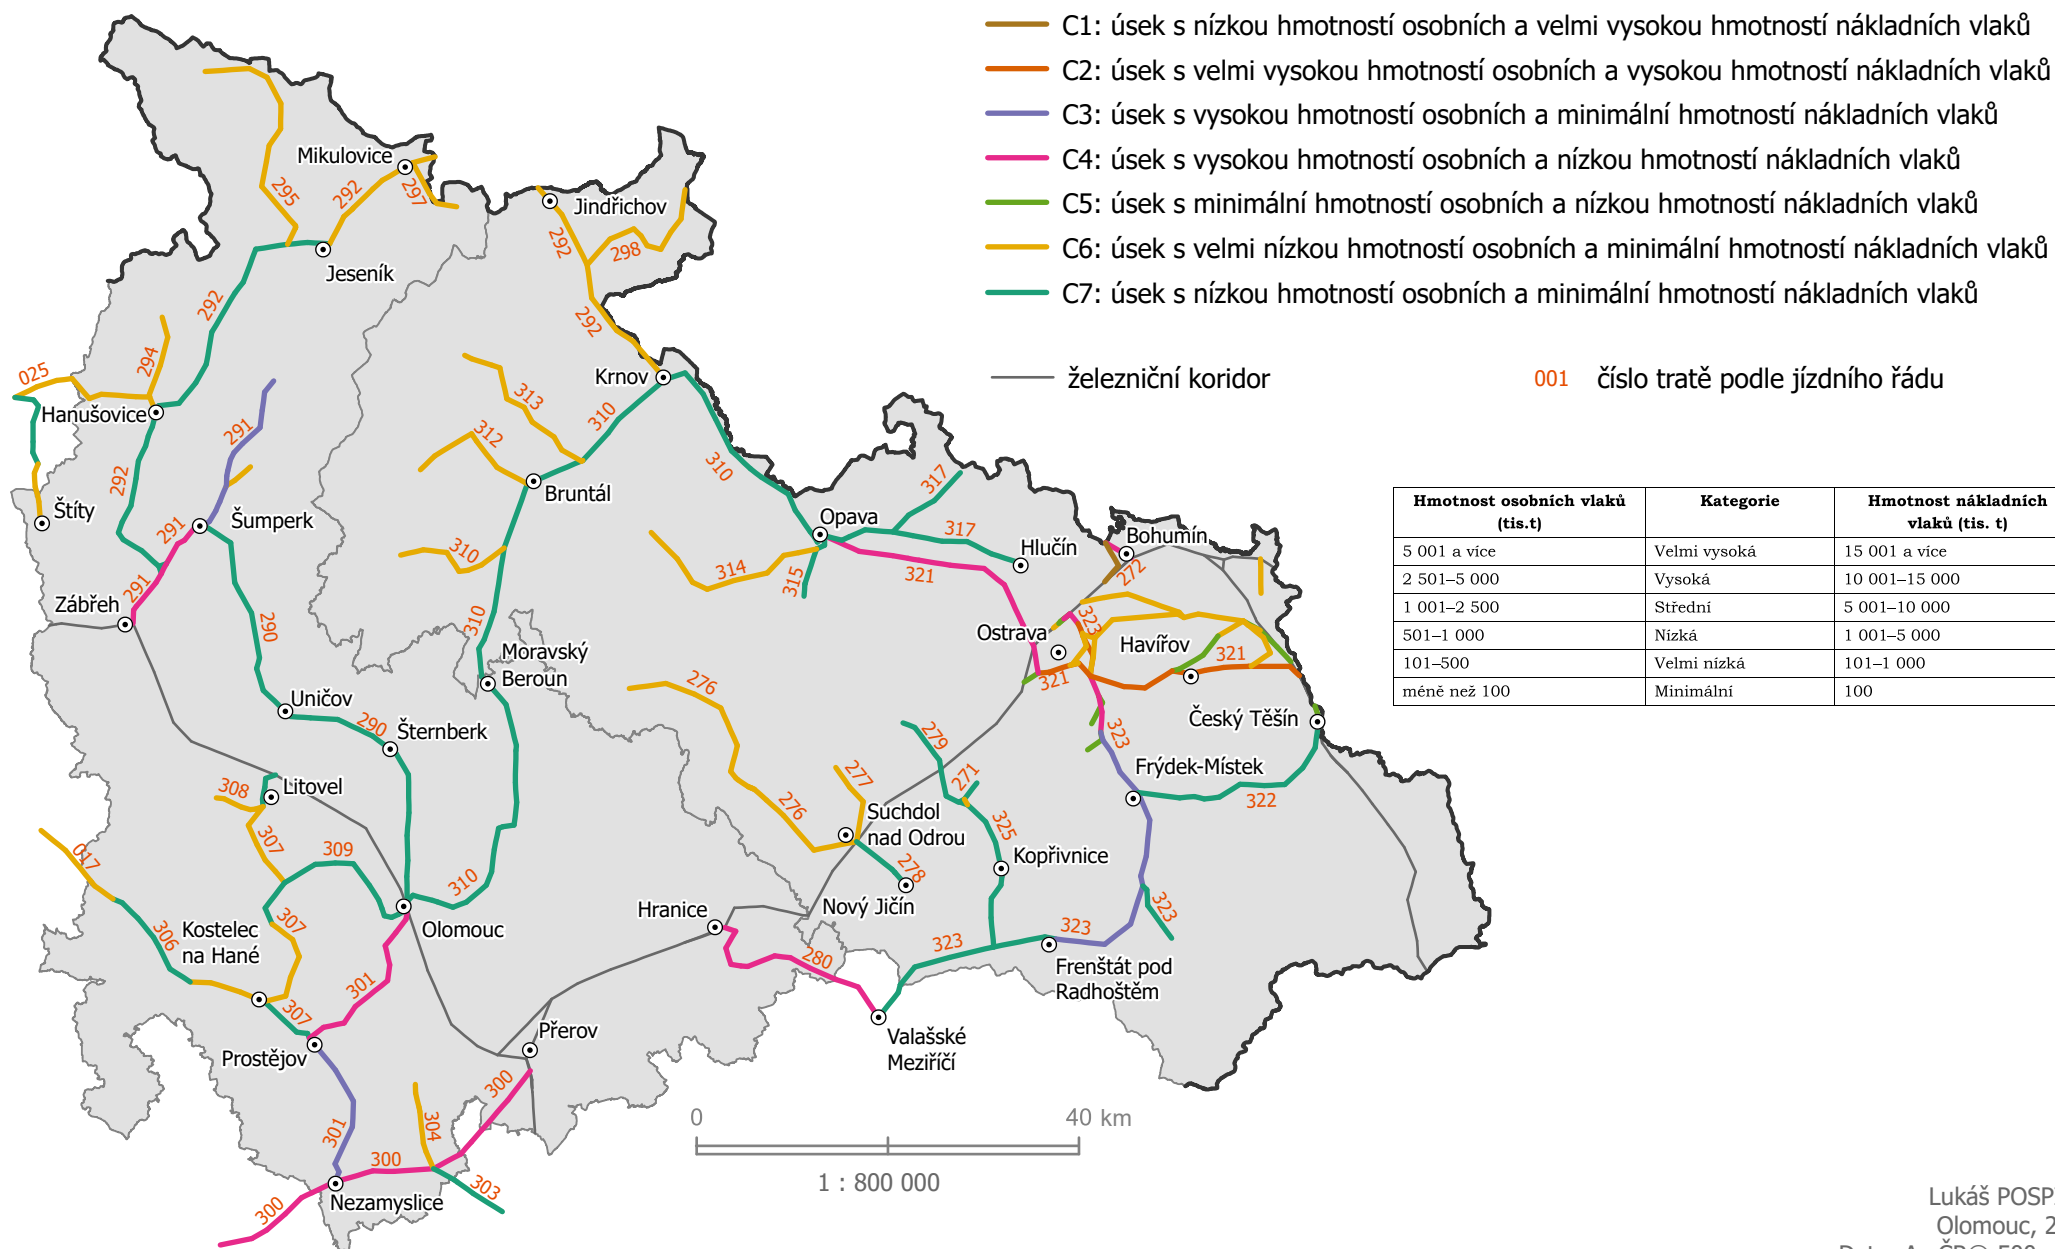 C1: úsek s nízkou hmotností osobních a velmi vysokou hmotností nákladních vlaků
C2: úsek s velmi vysokou hmotností osobních a vysokou hmotností nákladních vlaků
C3: úsek s vysokou hmotností osobních a minimální hmotností nákladních vlaků
C4: úsek s vysokou hmotností osobních a nízkou hmotností nákladních vlaků
C5: úsek s minimální hmotností osobních a nízkou hmotností nákladních vlaků
C6: úsek s velmi nízkou hmotností osobních a minimální hmotností nákladních vlaků
C7: úsek s nízkou hmotností osobních a minimální hmotností nákladních vlaků
železniční koridor
001 číslo tratě podle jízdního řádu
Hmotnost osobních vlaků (tis.t) Kategorie Hmotnost nákladních vlaků (tis. t)
5 001 a více Velmi vysoká 15 001 a více
2 501–5 000 Vysoká 10 001–15 000
1 001–2 500 Střední 5 001–10 000
501–1 000 Nízká 1 001–5 000
101–500 Velmi nízká 101–1 000
méně než 100 Minimální 100
Mikulovice
295
292
297
Jindřichov
292
298
Jeseník
292
292
294
025
Krnov
Hanušovice
313
310
291
312
310
292
Bruntál
317
Štíty
Šumperk
291
Opava
317
Hlučín
Bohumín
272
310
314
315
321
291
Zábřeh
290
310
323
Ostrava
Havířov
321
321
Moravský
Beroun
276
Uničov
290
Šternberk
279
323
Český Těšín
Frýdek-Místek
322
308
Litovel
277
271
276
Suchdol
nad Odrou
325
307
309
017
Kopřivnice
278
310
Nový Jičín
323
Hranice
306
Kostelec
na Hané
307
Olomouc
323
323
280
Frenštát pod
Radhoštěm
301
307
Přerov
Valašské
Meziříčí
Prostějov
300
301
304
300
303
Nezamyslice
300
0 40 km
1 : 800 000
Lukáš
Olomouc,